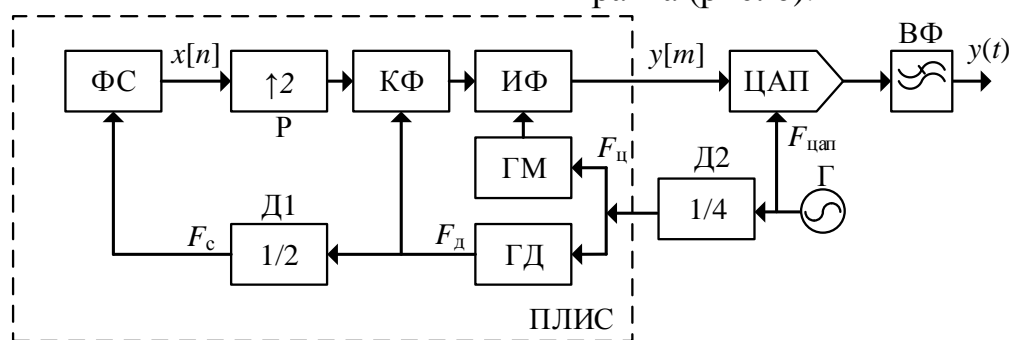 x[n]
y[m]
ВФ
y(t)
ФС
↑2
КФ
ИФ
ЦАП
Р
ГМ
Fц
Д2
Fцап
Г
1/4
Д1
Fс
1/2
Fд
ГД
ПЛИС